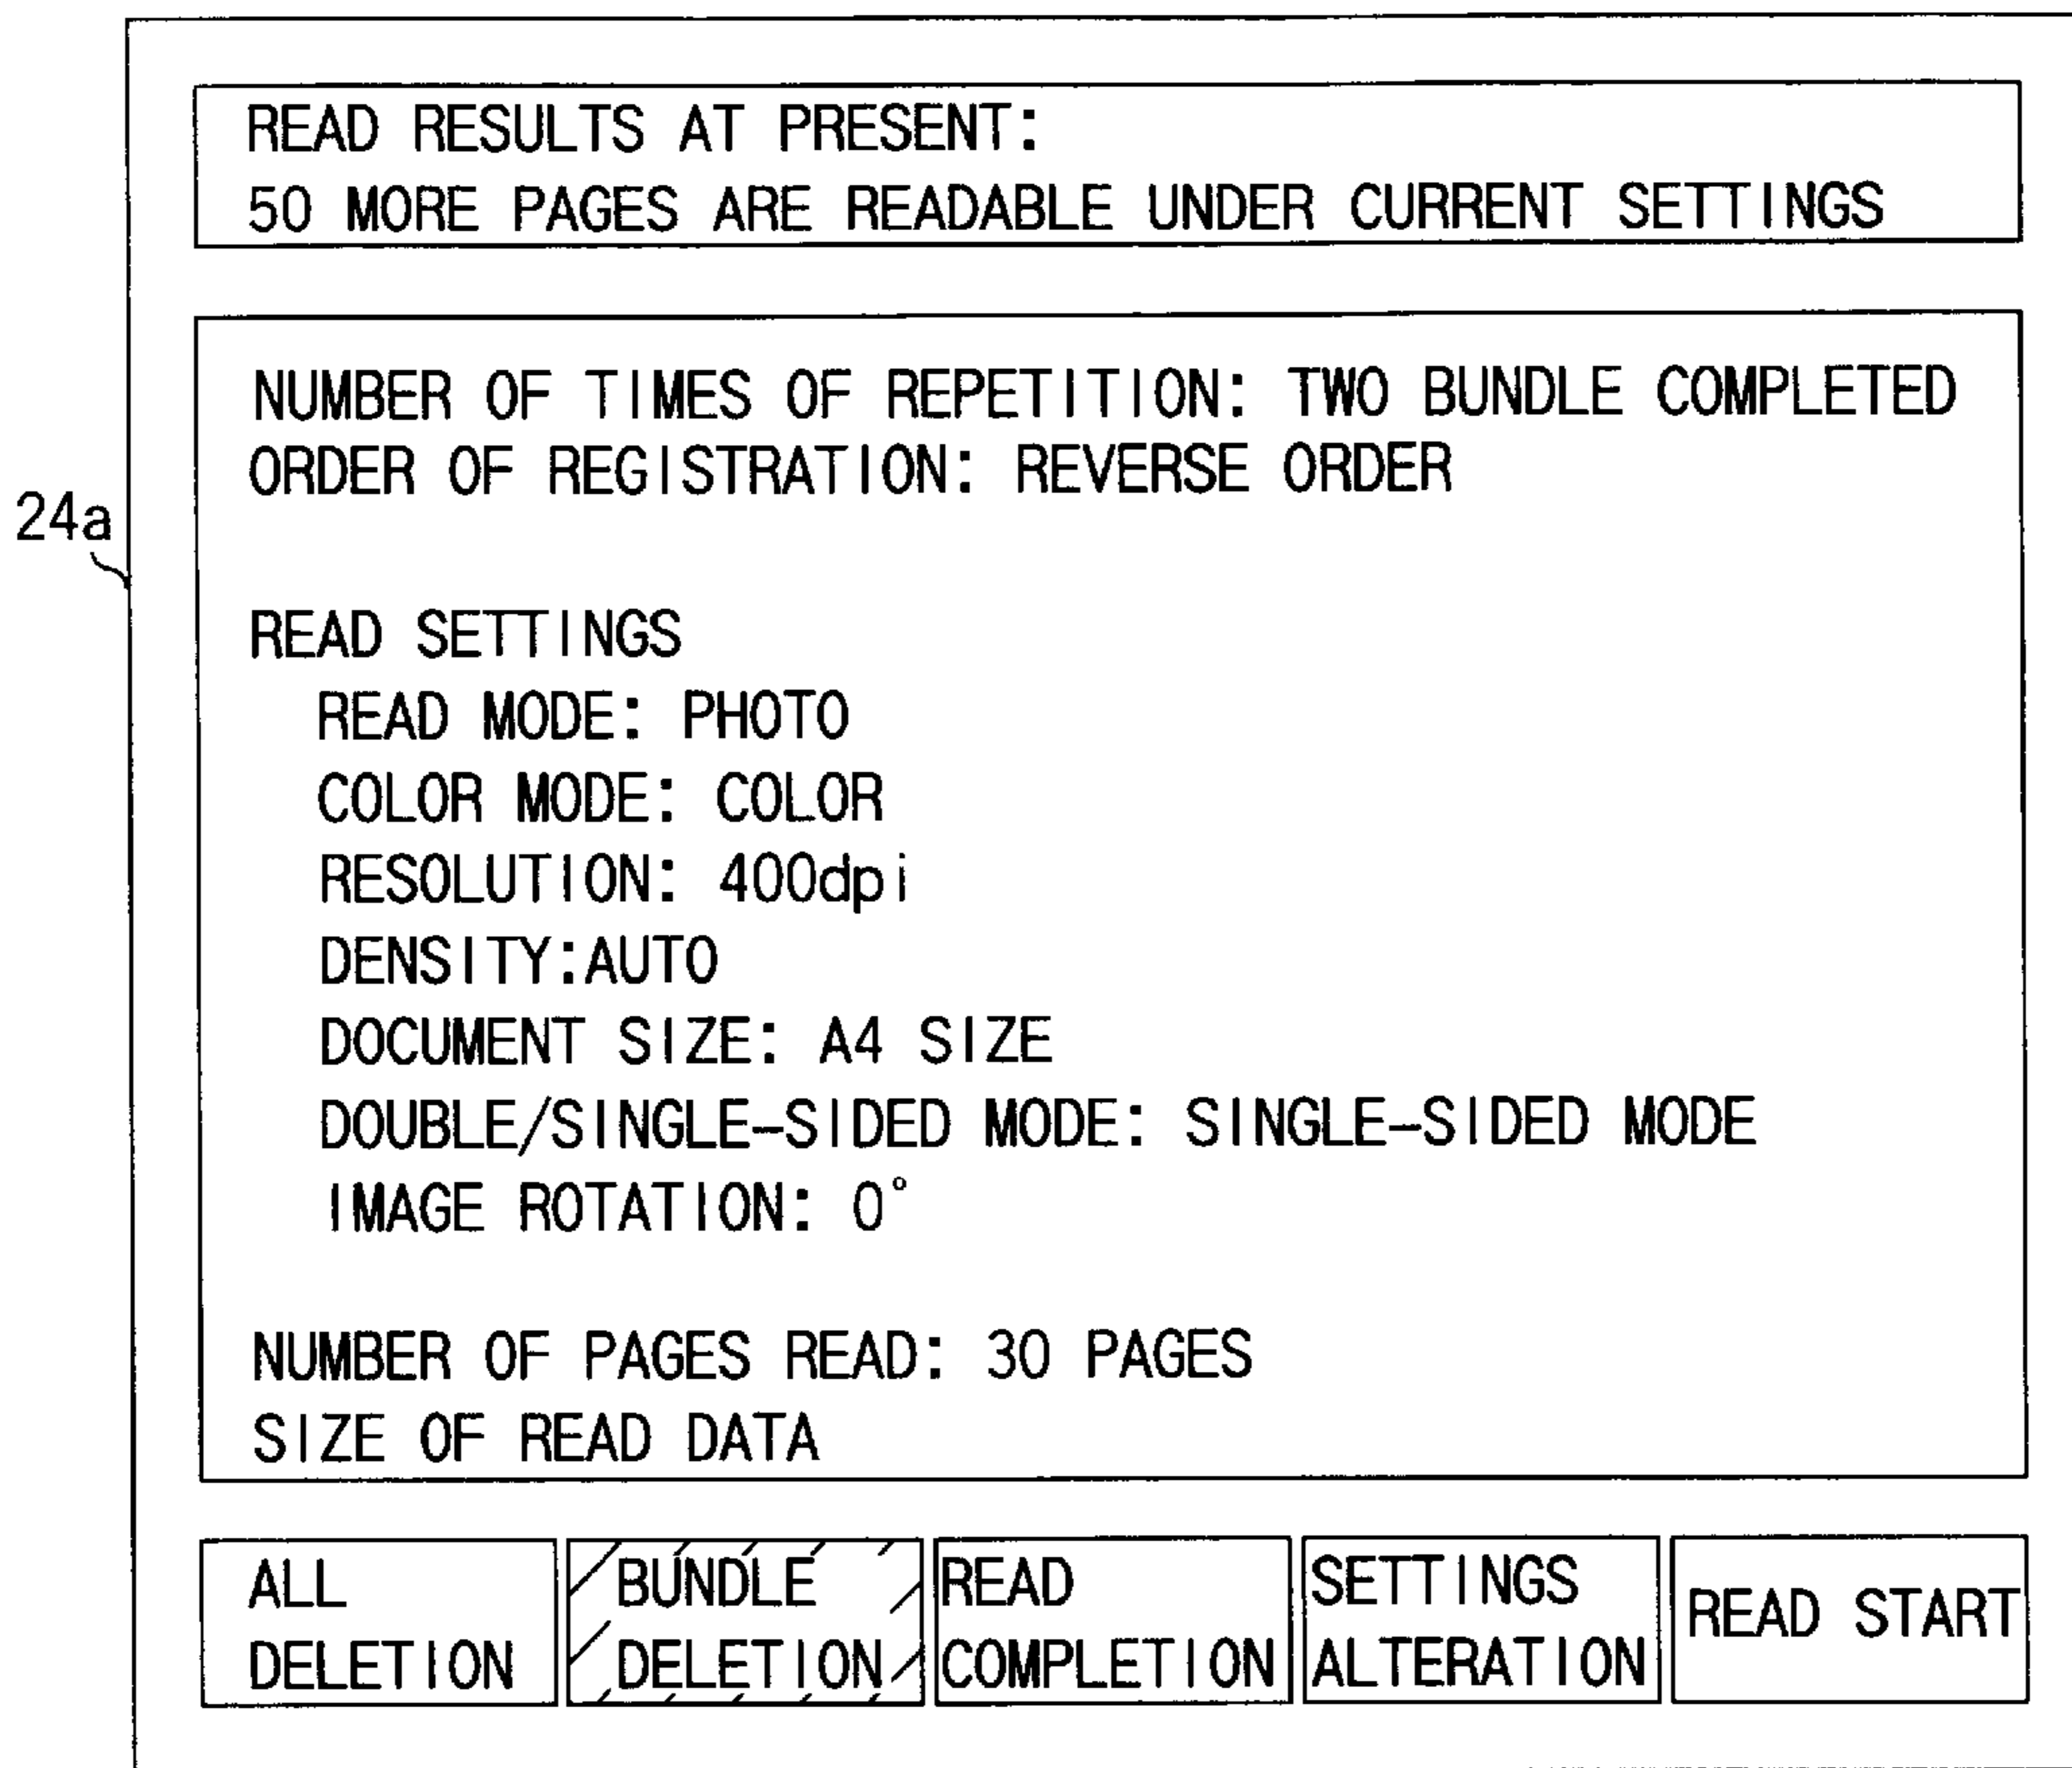 READ RESULTS AT PRESENT:
50 MORE PAGES ARE READABLE UNDER CURRENT SETTINGS
NUMBER OF TIMES OF REPETITION: TWO BUNDLE COMPLETED
ORDER OF REGISTRATION: REVERSE ORDER
24a
READ SETTINGS
READ MODE: PHOTO
COLOR MODE: COLOR
RESOLUTION: 400dpi
DENSITY:AUTO
DOCUMENT SIZE: A4 SIZE
DOUBLE/SINGLE-SIDED MODE: SINGLE-SIDED MODE
IMAGE ROTATION: 0°
NUMBER OF PAGES READ: 30 PAGES
SIZE OF READ DATA
ALL
DELETION
BUNDLE
DELETION
READ
COMPLETION
SETTINGS
ALTERATION
READ START